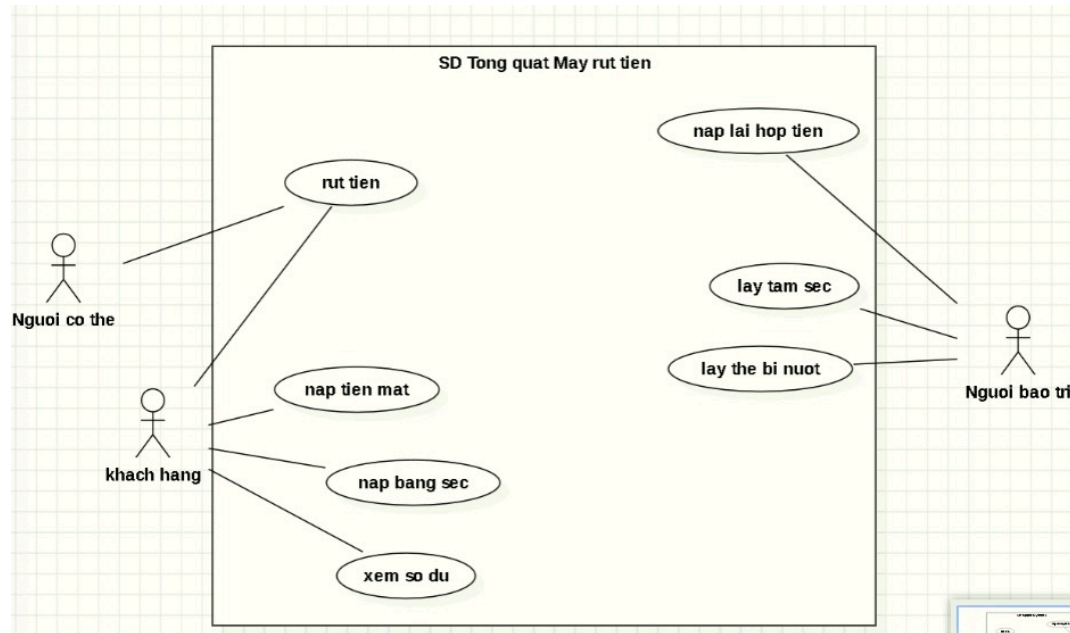 SD Tong quat May rut tien
nap lai hop tien
rut tien
Nguoi co the
lay tam sec
lay the bi nuot
Nguoi bao tri
nap tien mat
khach hang
nap bang sec
xem so du